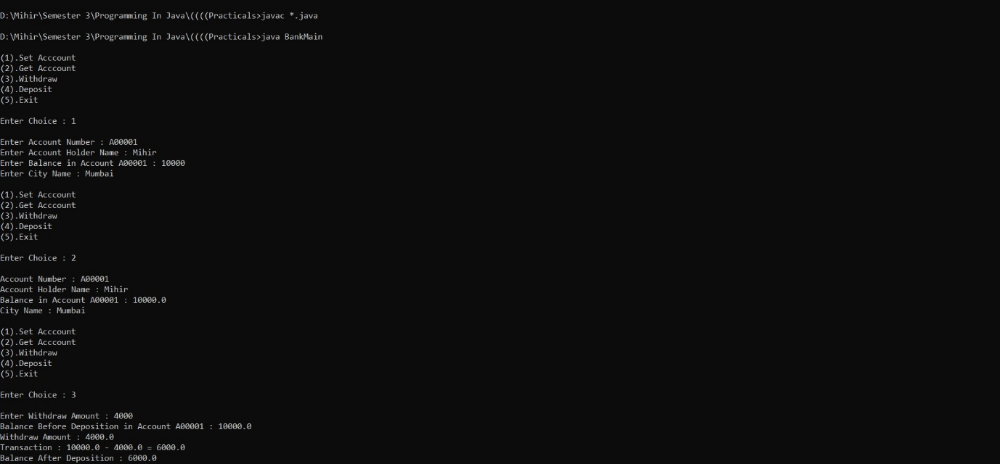 D:\Mihir\Semester 3\Programming In Java\((((Practicals>javac *.java
D:\Mihir\Semester 3\Programming In Java\((((Practicals>java BankMain
(1).Set Acccount
(2).Get Acccount
(3).Withdraw
(4).Deposit
(5).Exit
Enter Choice : 1
Enter Account Number : A00001
Enter Account Holder Name : Mihir
Enter Balance in Account A00001 : 10000
Enter City Name : Mumbai
(1).Set Acccount
(2).Get Acccount
(3).Withdraw
(4).Deposit
(5).Exit
Enter Choice : 2
Account Number : A00001
Account Holder Name : Mihir
Balance in Account A00001 : 10000.0
City Name : Mumbai
(1).Set Acccount
(2).Get Acccount
(3).Withdraw
(4).Deposit
(5).Exit
Enter Choice : 3
Enter Withdraw Amount : 4000
Balance Before Deposition in Account A00001 : 10000.0
Withdraw Amount : 4000.0
Transaction : 10000.0 - 4000.0 = 6000.0
Balance After Deposition : 6000.0